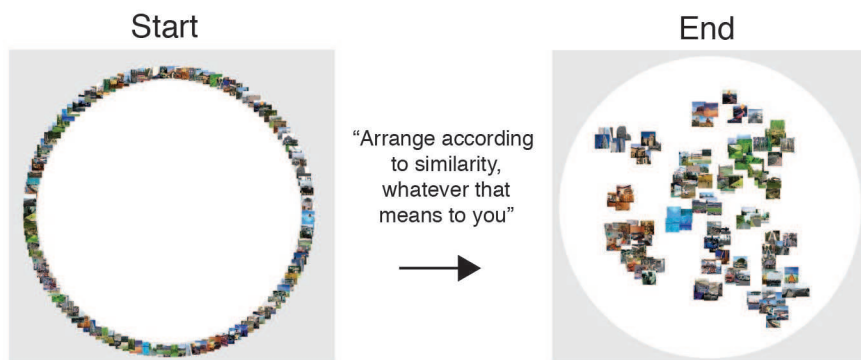 Start
End
“Arrange according
to similarity,
whatever that
means to you”